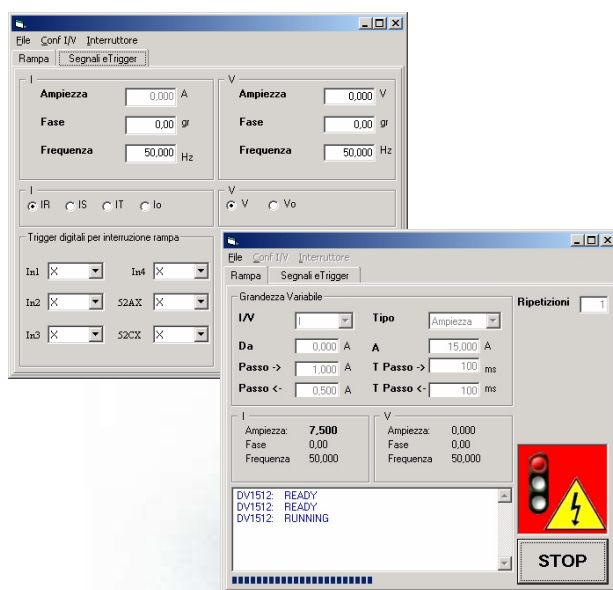 File Conf I/V Interruttore
Rampa Segnali eTrigger
I
Ampiezza 0,000 A
Fase 0,00 gr
Frequenza 50,000 Hz
V
Ampiezza 0,000 V
Fase 0,00 gr
Frequenza 50,000 Hz
I
IR IS IT Io
V
V Vo
Trigger digitali per interruzione rampa
In1 X In4 X
In2 X 52AX X
In3 X 52CX X
File Conf I/V Interruttore
Rampa Segnali eTrigger
Grandezza Variabile
I/V I Tipo Ampiezza
Da 0,000 A A 15,000 A
Passo -> 1,000 A T Passo -> 100 ms
Passo <- 0,500 A T Passo <- 100 ms
Ripetizioni 1
I
Ampiezza: 7,500
Fase 0,00
Frequenza 50,000
V
Ampiezza: 0,000
Fase 0,00
Frequenza 50,000
DV1512: READY
DV1512: READY
DV1512: RUNNING
STOP